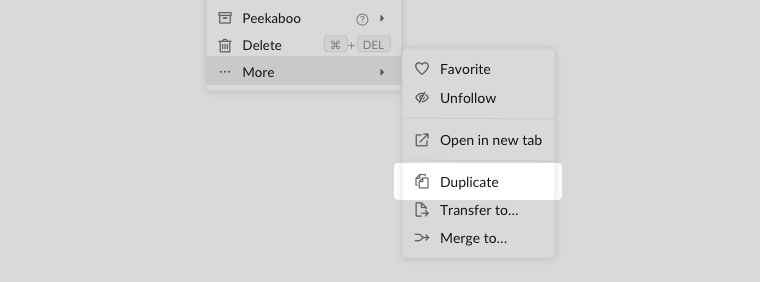 Peekaboo
Delete ⌘ + DEL
More
Favorite
Unfollow
Open in new tab
Duplicate
Transfer to...
Merge to...